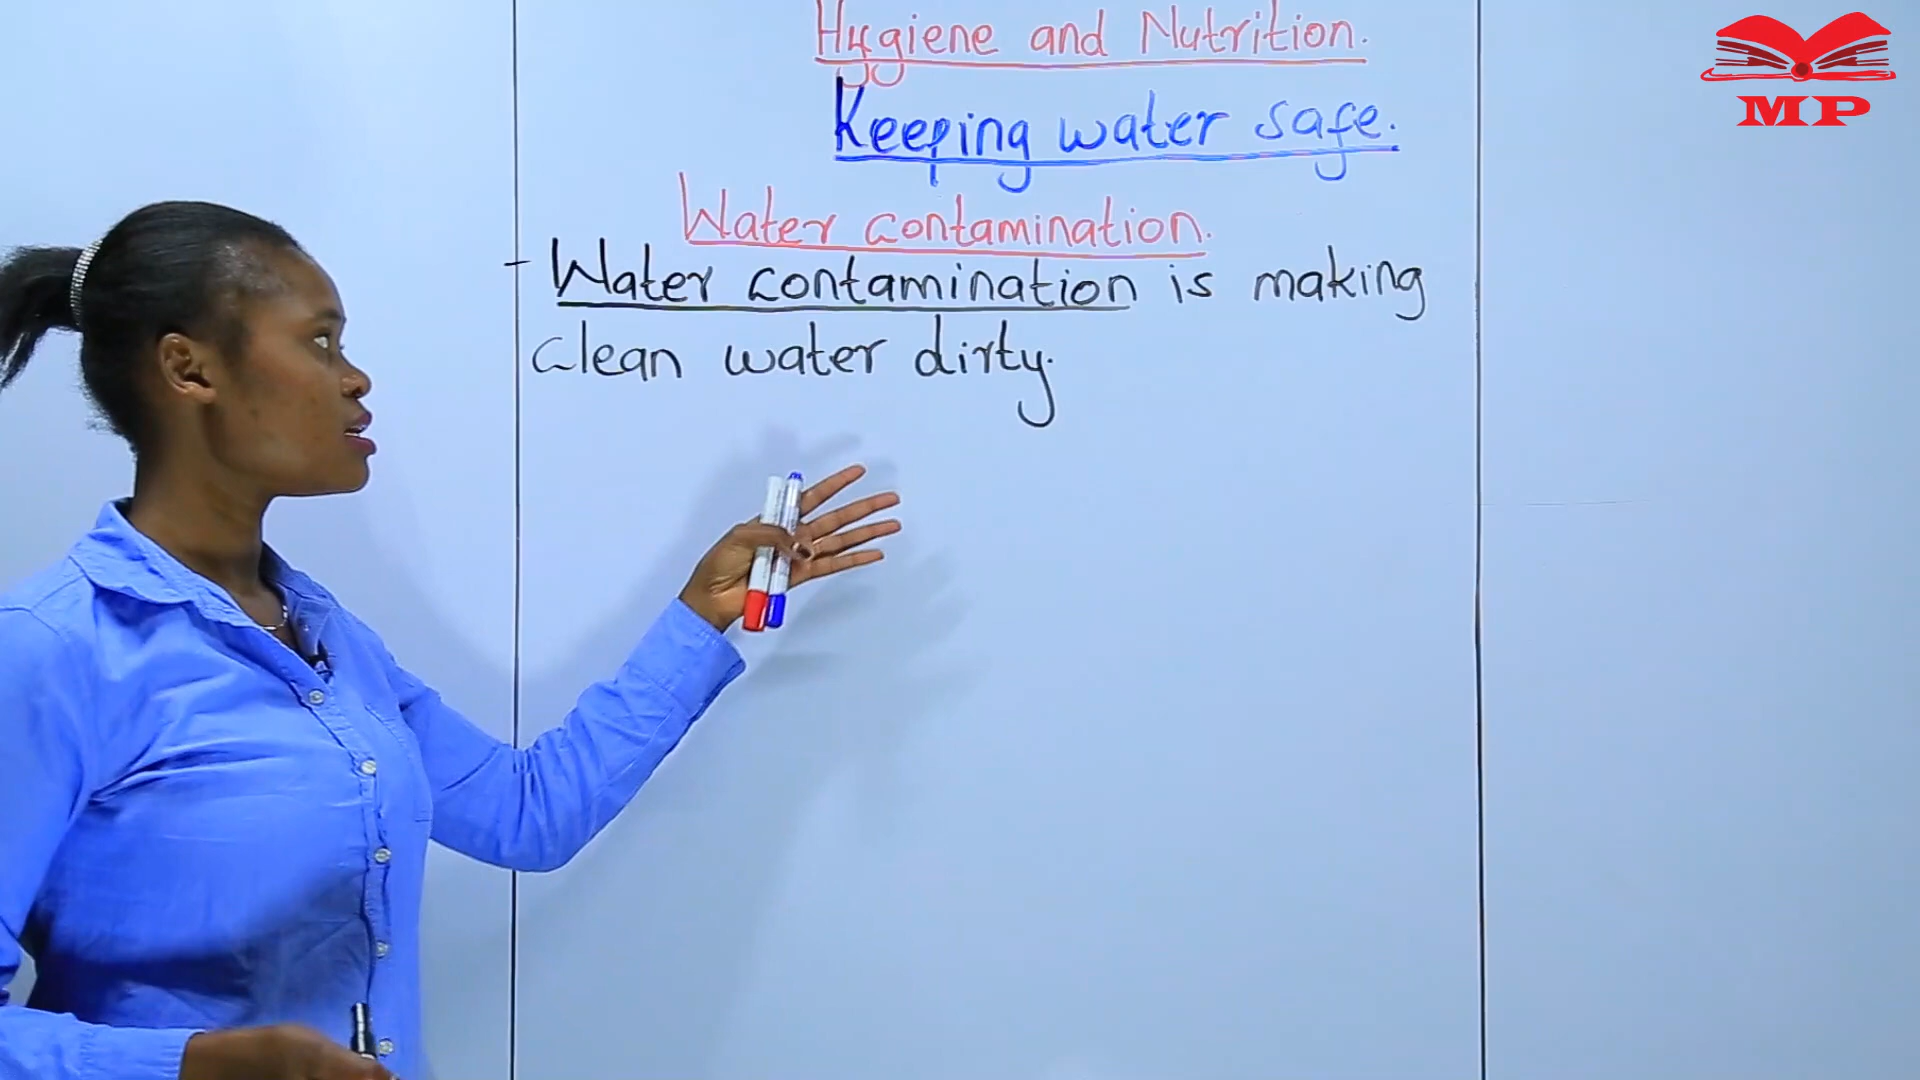 Hygiene and Nutrition.
Keeping water safe.
Water contamination.
- Water contamination is making
clean water dirty.
MP